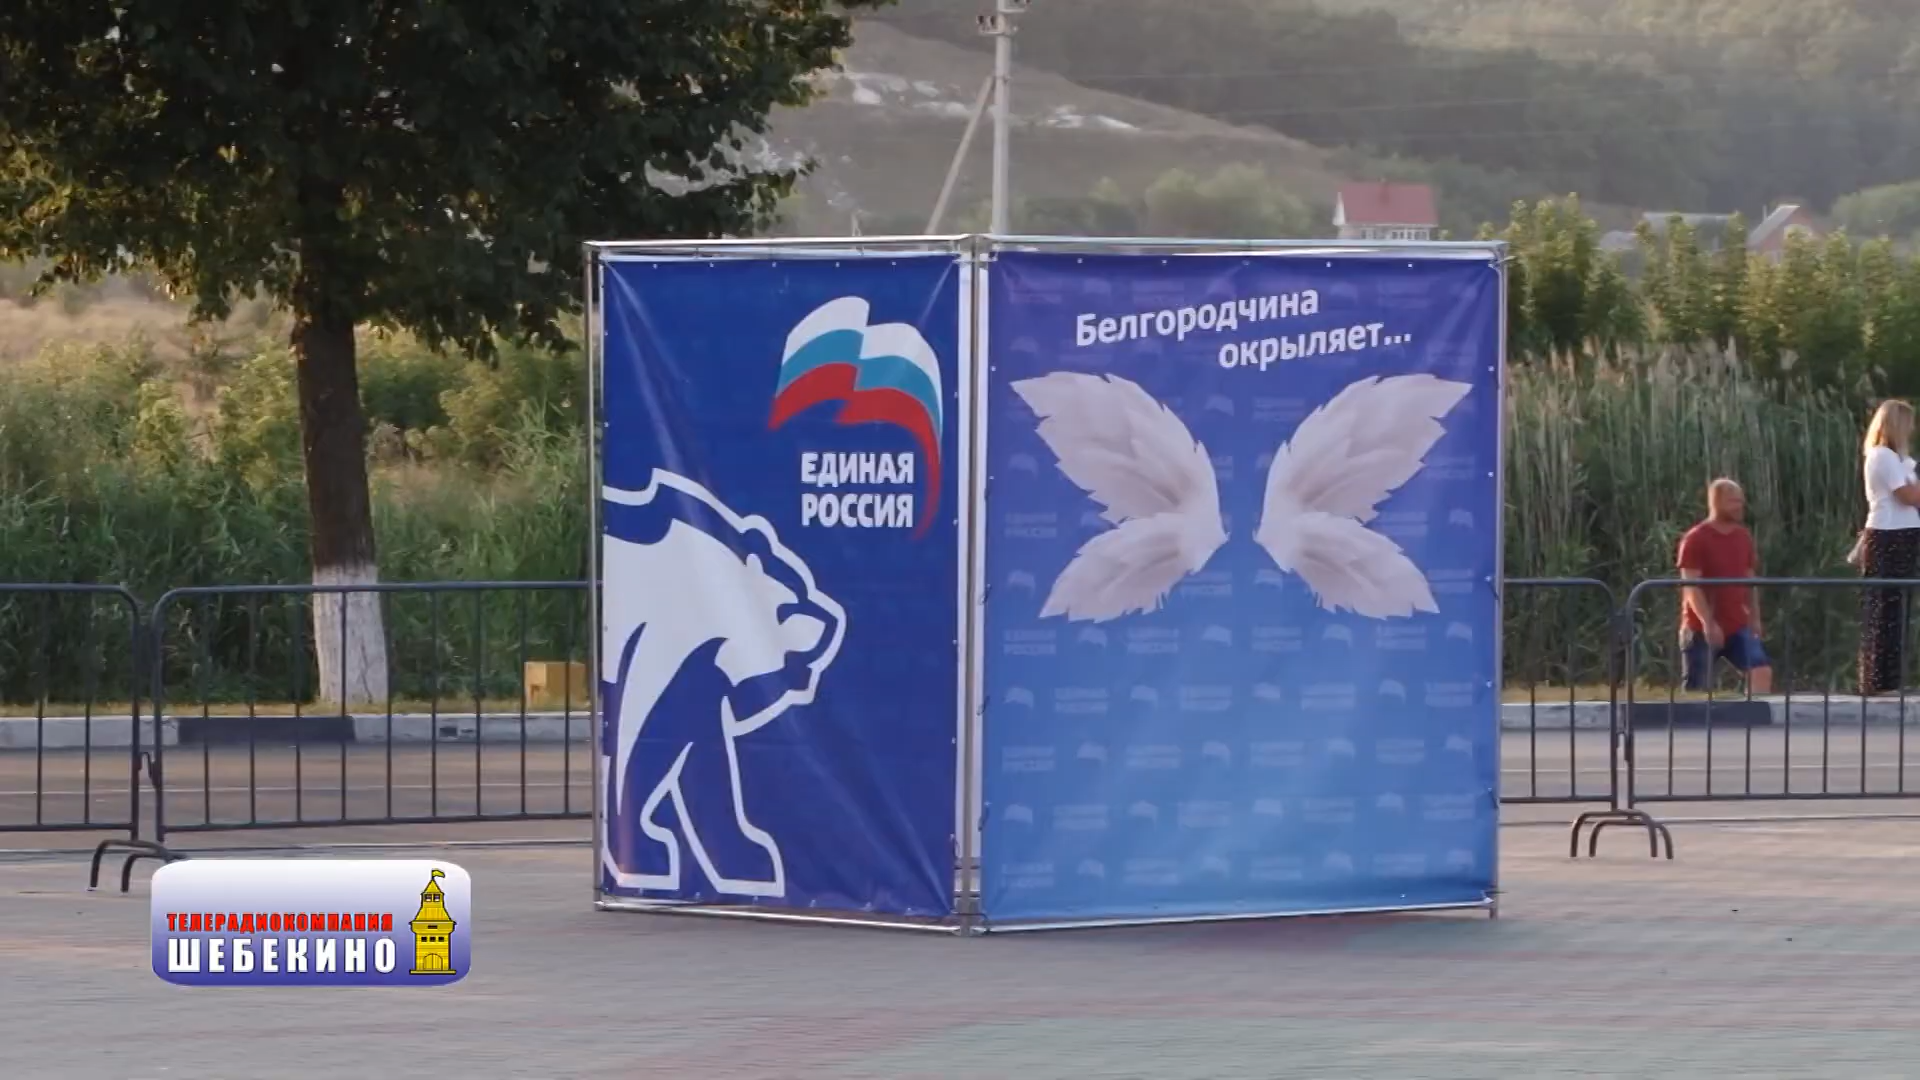 Белгородчина
окрыляет...
ЕДИНАЯ
РОССИЯ
ТЕЛЕРАДИОКОМПАНИЯ
ШЕБЕКИНО